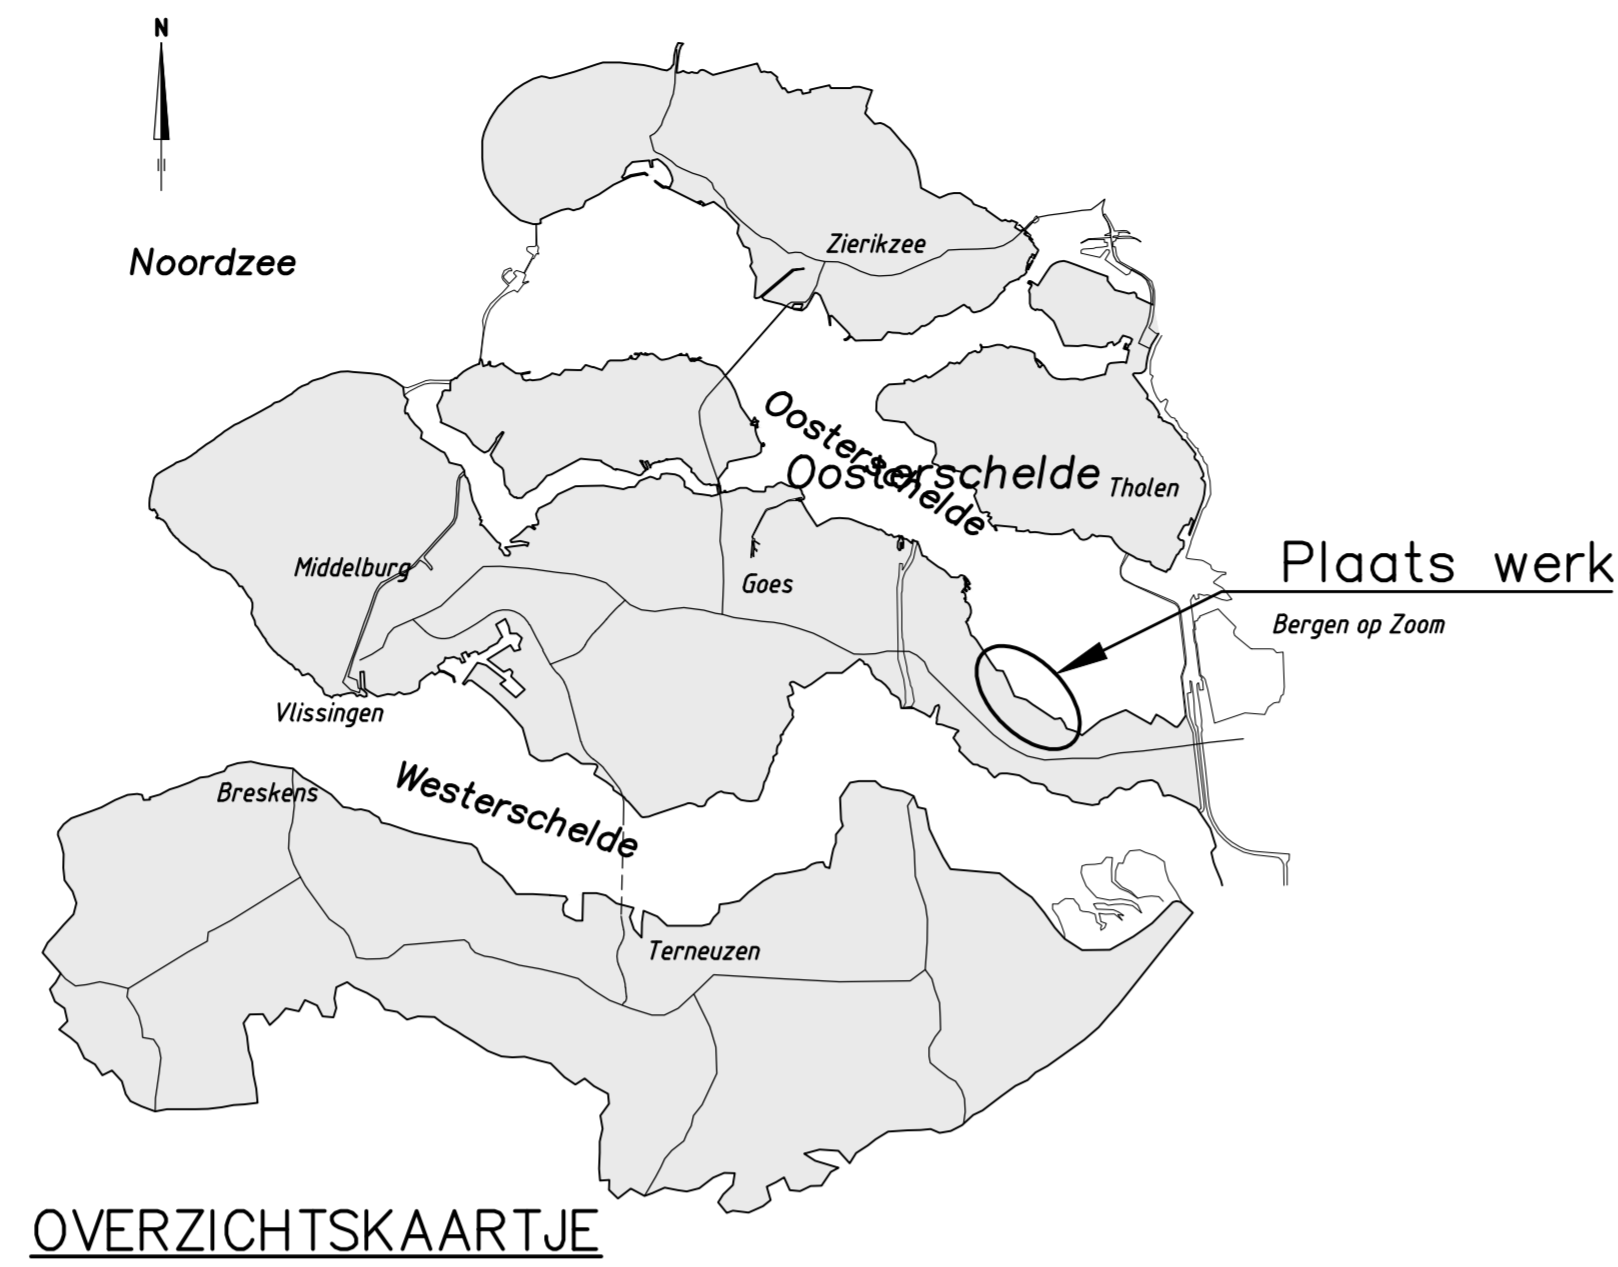 N
Noordzee
Zierikzee
Oosterschelde
Oosterschelde
Tholen
Plaats werk
Middelburg
Goes
Bergen op Zoom
Vlissingen
Breskens
Westerschelde
Terneuzen
OVERZICHTSKAARTJE